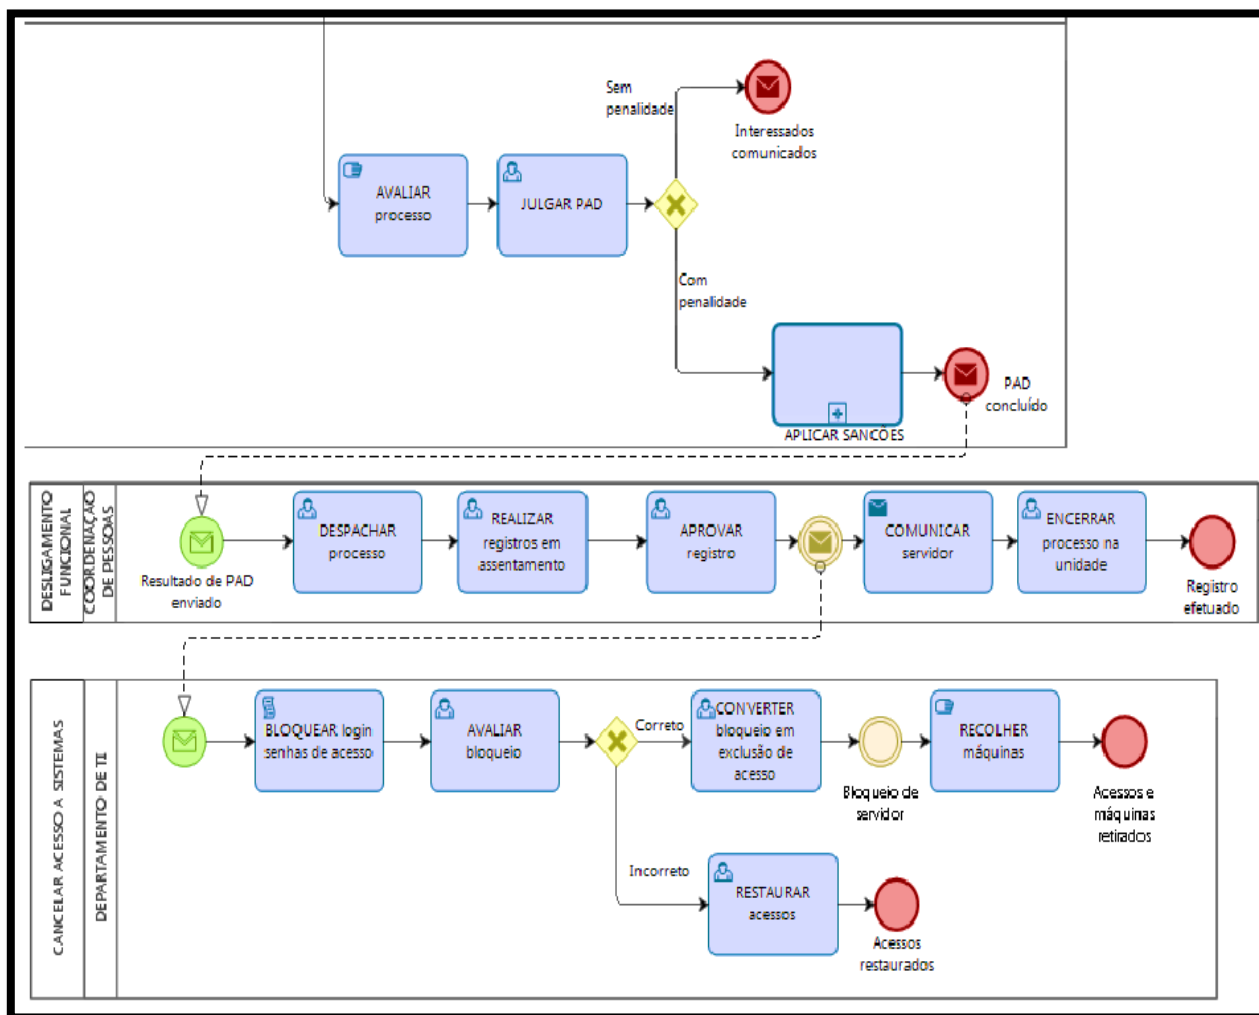 Sem
penalidade
Interessados
comunicados
AVALIAR
processo
JULGAR PAD
Com
penalidade
APLICAR SANCÕES
PAD
concluído
DESLIGAMENTO
FUNCIONAL
COORDENAÇÃO
DE PESSOAS
Resultado de PAD
enviado
DESPACHAR
processo
REALIZAR
registros em
assentamento
APROVAR
registro
COMUNICAR
servidor
ENCERRAR
processo na
unidade
Registro
efetuado
CANCELAR ACESSO A SISTEMAS
DEPARTAMENTO DE TI
BLOQUEAR login
senhas de acesso
AVALIAR
bloqueio
Correto
CONVERTER
bloqueio em
exclusão de
acesso
Bloqueio de
servidor
RECOLHER
máquinas
Acessos e
máquinas
retirados
Incorreto
RESTAURAR
acessos
Acessos
restaurados